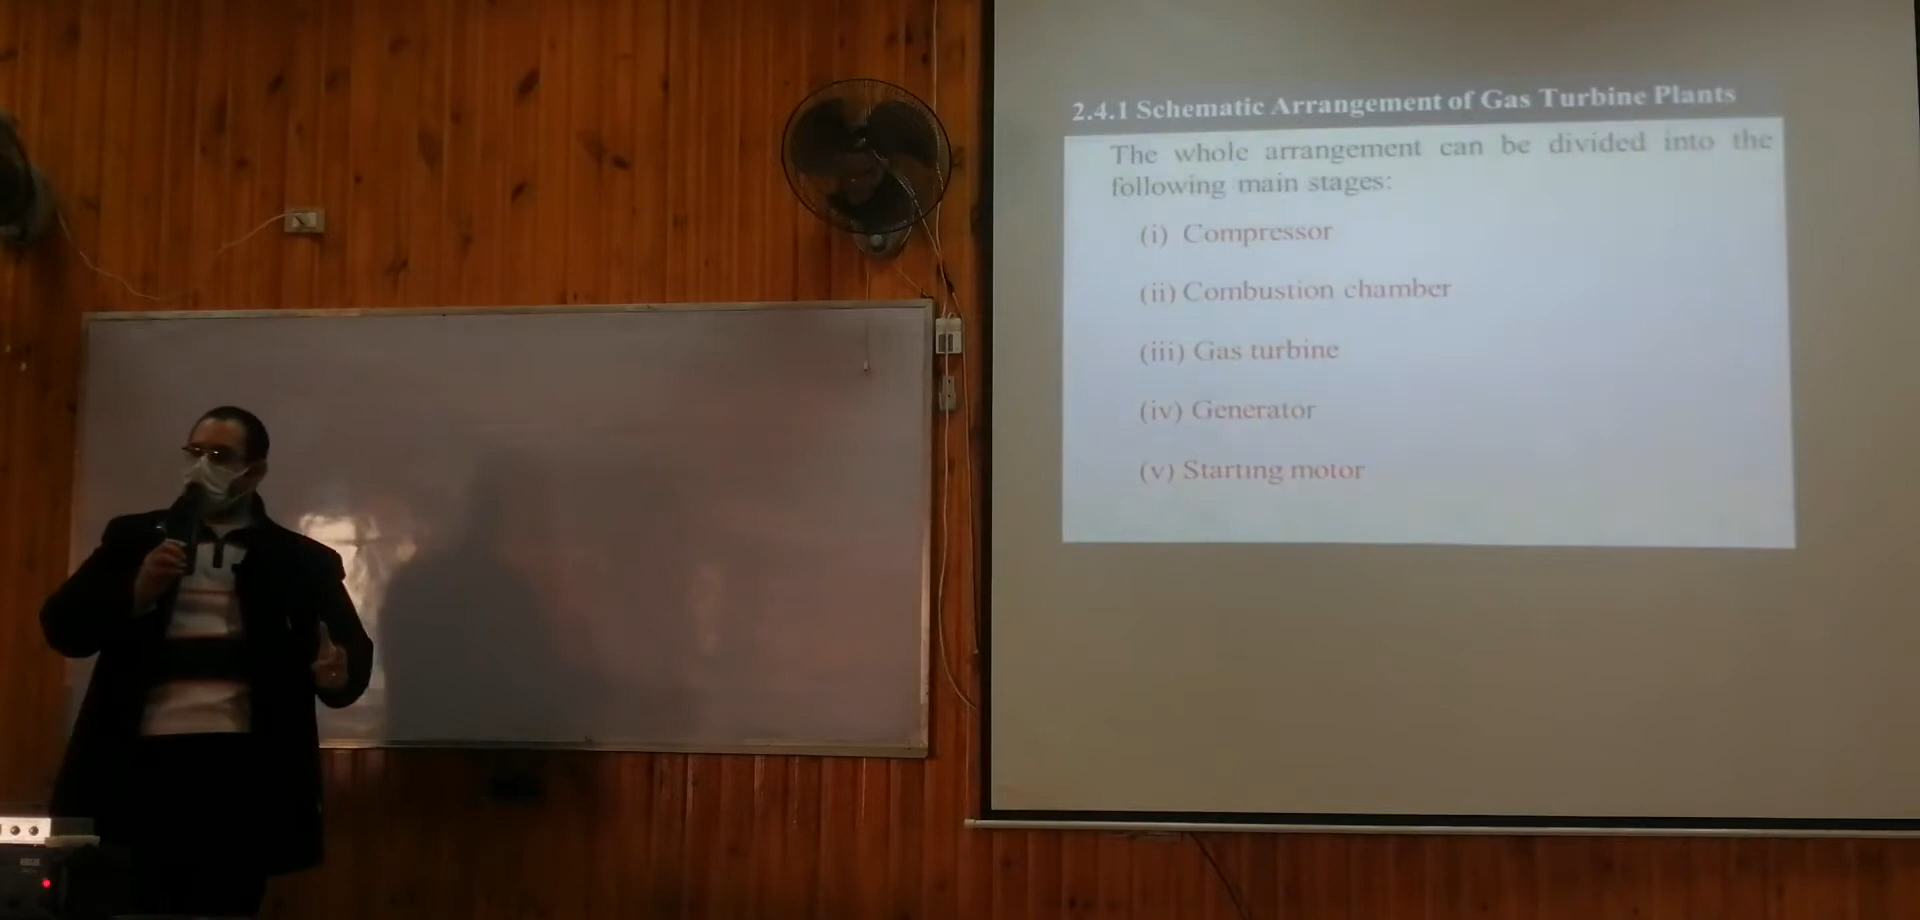 2.4.1 Schematic Arrangement of Gas Turbine Plants
The whole arrangement can be divided into the
following main stages:
(i) Compressor
(ii) Combustion chamber
(iii) Gas turbine
(iv) Generator
(v) Starting motor